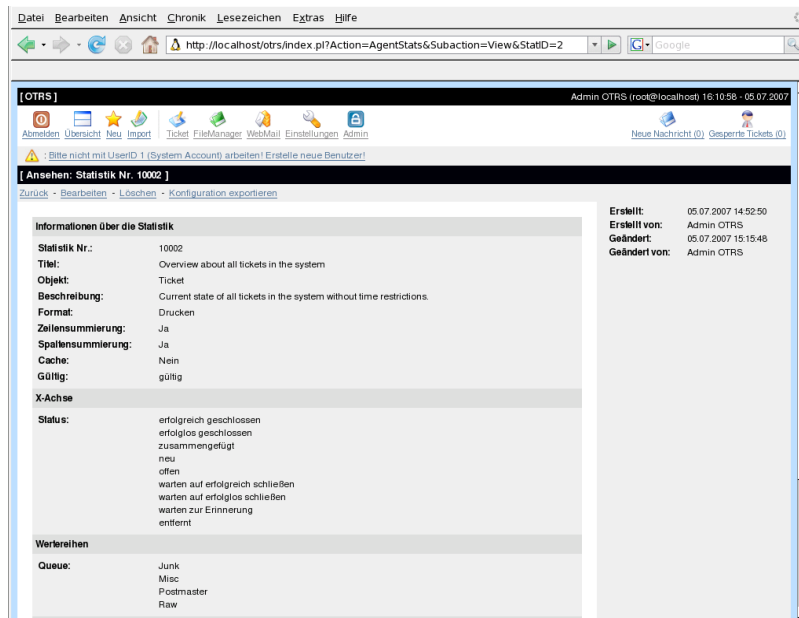 Datei Bearbeiten Ansicht Chronik Lesezeichen Extras Hilfe
http://localhost/otrs/index.pl?Action=AgentStats&Subaction=View&StatID=2
G Google
[ OTRS ] Admin OTRS (root@localhost) 16:10:58 - 05.07.2007
Abmelden Übersicht Neu Import Ticket FileManager WebMail Einstellungen Admin Neue Nachricht (0) Gesperrte Tickets (0)
: Bitte nicht mit UserID 1 (System Account) arbeiten! Erstelle neue Benutzer!
[ Ansehen: Statistik Nr. 10002 ]
Zurück - Bearbeiten - Löschen - Konfiguration exportieren
Informationen über die Statistik
Statistik Nr.: 10002
Titel: Overview about all tickets in the system
Objekt: Ticket
Beschreibung: Current state of all tickets in the system without time restrictions.
Format: Drucken
Zeilensummierung: Ja
Spaltensummierung: Ja
Cache: Nein
Gültig: gültig
X-Achse
Status: erfolgreich geschlossen
erfolglos geschlossen
zusammengefügt
neu
offen
warten auf erfolgreich schließen
warten auf erfolglos schließen
warten zur Erinnerung
entfernt
Wertereihen
Queue: Junk
Misc
Postmaster
Raw
Erstellt: 05.07.2007 14:52:50
Erstellt von: Admin OTRS
Geändert: 05.07.2007 15:15:48
Geändert von: Admin OTRS